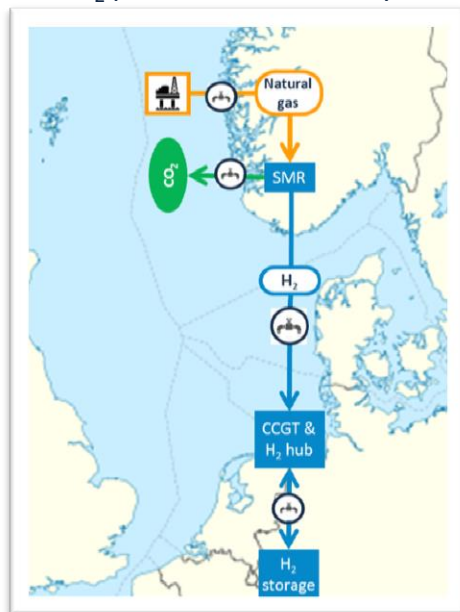 Natural
gas
CO₂
SMR
H₂
CCGT &
H₂ hub
H₂
storage